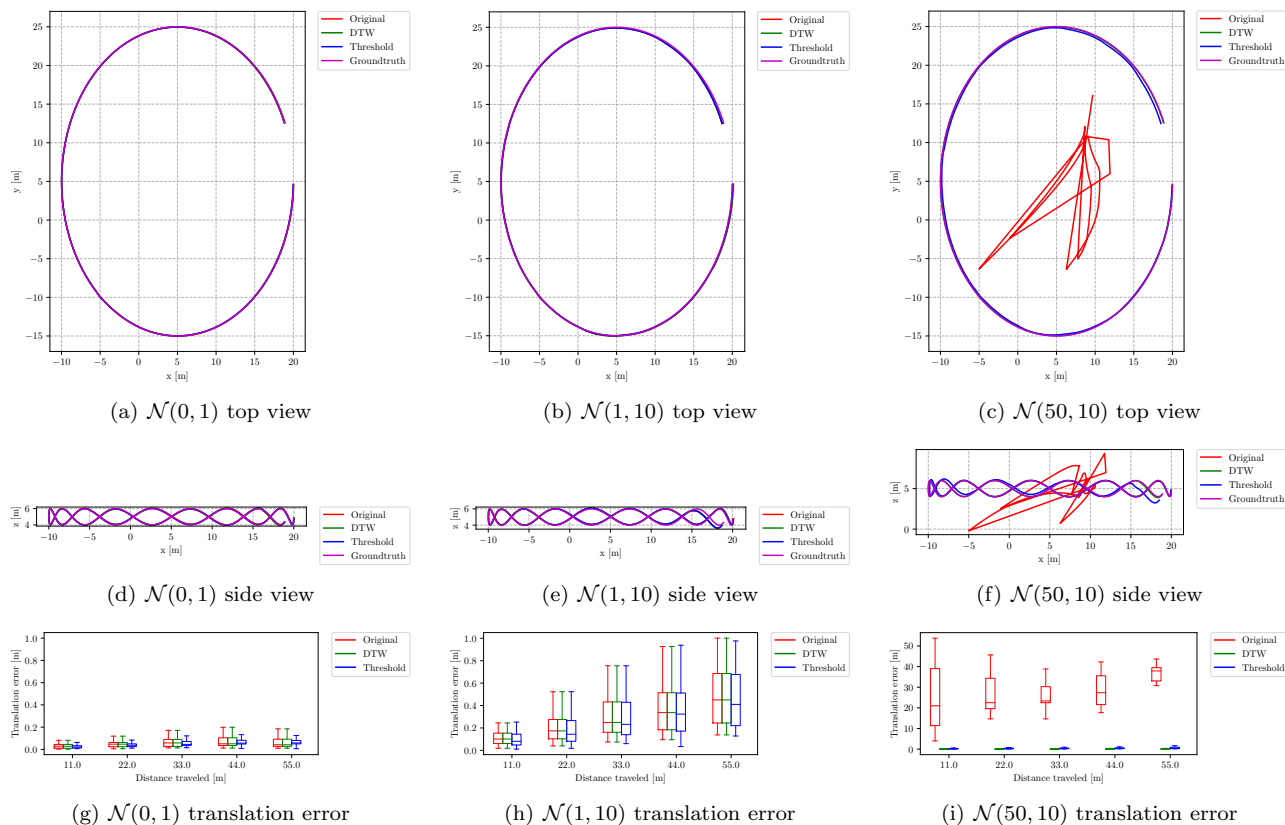 Original
DTW
Threshold
Groundtruth
25
20
15
10
5
0
−5
−10
−15
y [m]
−10 −5 0 5 10 15 20
x [m]
(a) N(0, 1) top view
Original
DTW
Threshold
Groundtruth
25
20
15
10
5
0
−5
−10
−15
y [m]
−10 −5 0 5 10 15 20
x [m]
(b) N(1, 10) top view
Original
DTW
Threshold
Groundtruth
25
20
15
10
5
0
−5
−10
−15
y [m]
−10 −5 0 5 10 15 20
x [m]
(c) N(50, 10) top view
6
4
z [m]
−10 −5 0 5 10 15 20
x [m]
Original
DTW
Threshold
Groundtruth
(d) N(0, 1) side view
6
4
z [m]
−10 −5 0 5 10 15 20
x [m]
Original
DTW
Threshold
Groundtruth
(e) N(1, 10) side view
5
0
z [m]
−10 −5 0 5 10 15 20
x [m]
Original
DTW
Threshold
Groundtruth
(f) N(50, 10) side view
1.0
0.8
0.6
0.4
0.2
0.0
Translation error [m]
11.0 22.0 33.0 44.0 55.0
Distance traveled [m]
Original
DTW
Threshold
(g) N(0, 1) translation error
1.0
0.8
0.6
0.4
0.2
0.0
Translation error [m]
11.0 22.0 33.0 44.0 55.0
Distance traveled [m]
Original
DTW
Threshold
(h) N(1, 10) translation error
50
40
30
20
10
0
Translation error [m]
11.0 22.0 33.0 44.0 55.0
Distance traveled [m]
Original
DTW
Threshold
(i) N(50, 10) translation error